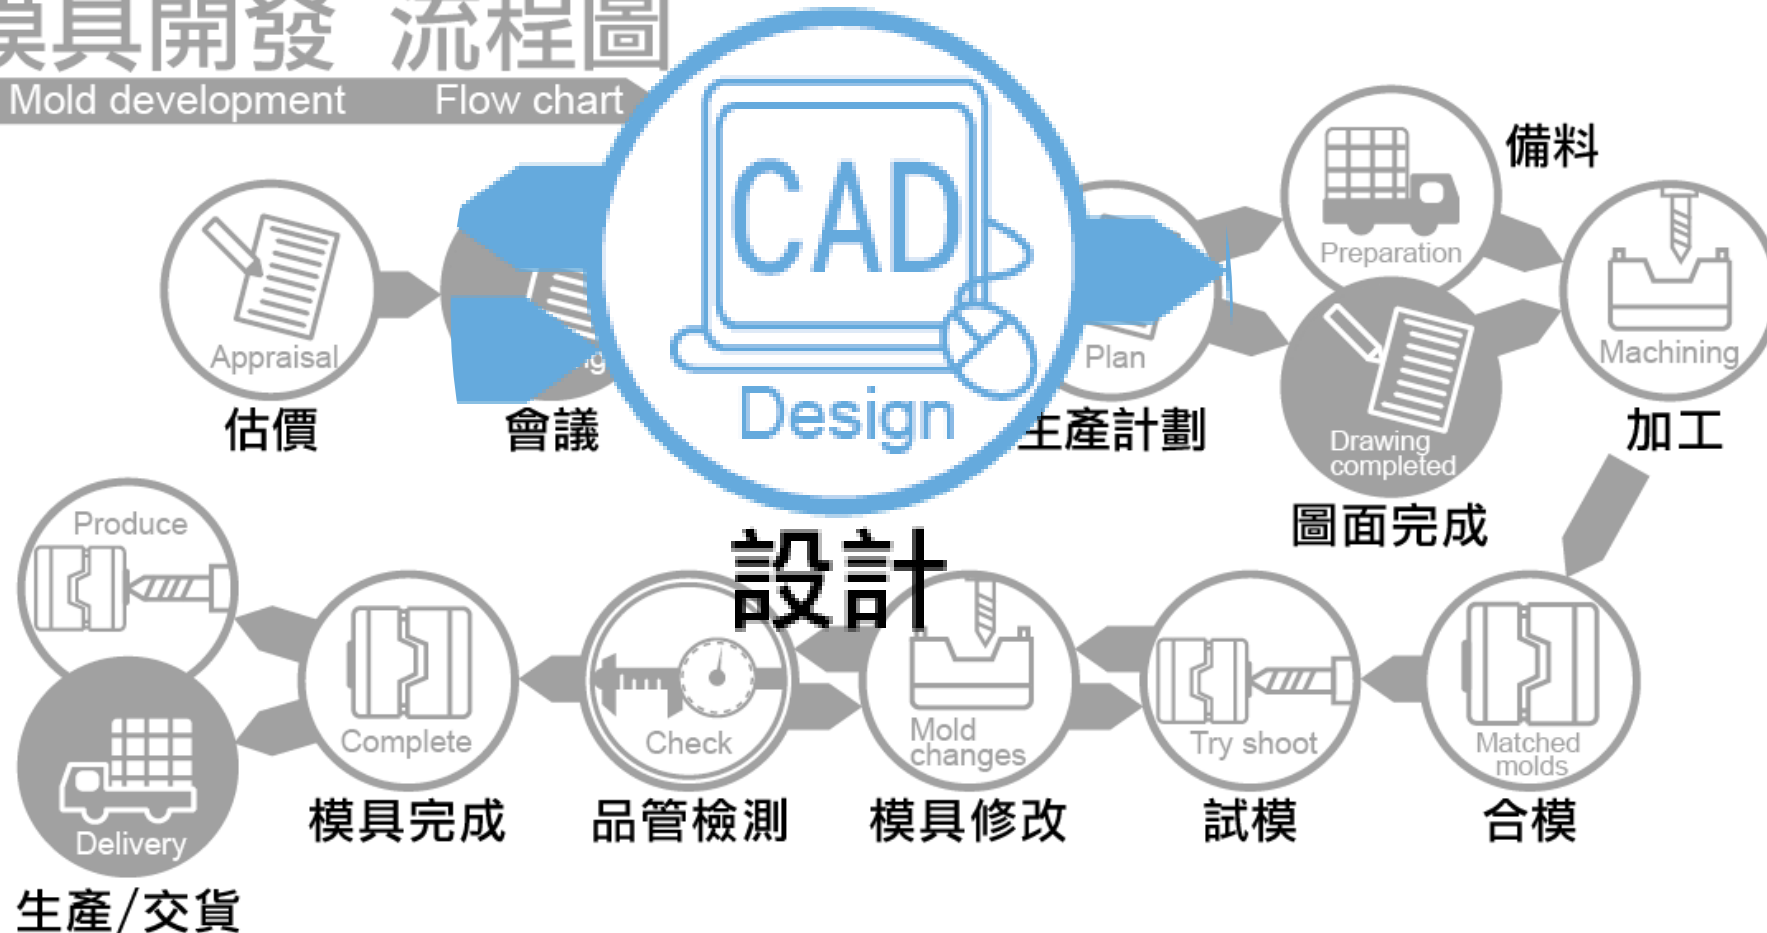 模具開發 流程圖
Mold development Flow chart
CAD
Design
設計
Appraisal
估價
會議
Plan
生產計劃
Preparation
備料
Drawing
completed
圖面完成
Machining
加工
Matched
molds
合模
Try shoot
試模
Mold
changes
模具修改
Check
品管檢測
Complete
模具完成
Produce
Delivery
生產/交貨